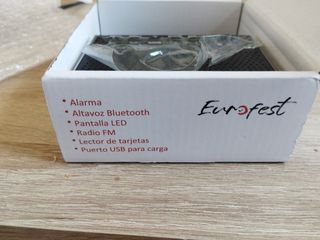 • Alarma
• Altavoz Bluetooth
• Pantalla LED
• Radio FM
• Lector de tarjetas
• Puerto USB para carga
Eurofest